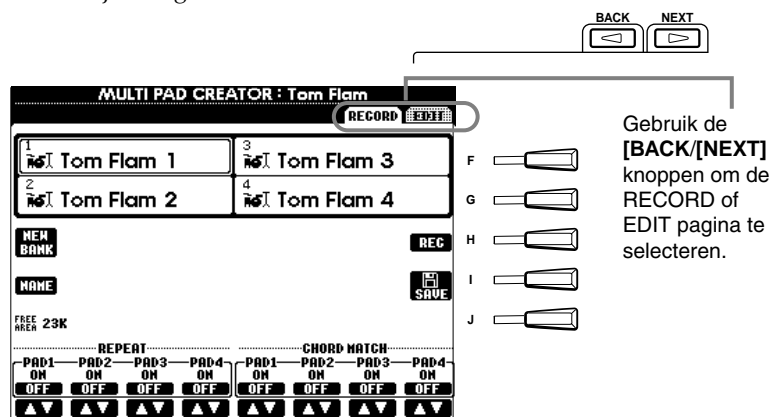 BACK NEXT
MULTI PAD CREATOR : Tom Flam
RECORD EDIT
1 Tom Flam 1
3 Tom Flam 3
2 Tom Flam 2
4 Tom Flam 4
NEW BANK
REC
NAME
SAVE
FREE AREA 23K
REPEAT CHORD MATCH
PAD1 PAD2 PAD3 PAD4 PAD1 PAD2 PAD3 PAD4
ON ON ON ON ON ON ON ON
OFF OFF OFF OFF OFF OFF OFF OFF
F
G
H
I
J
Gebruik de
[BACK/[NEXT]
knoppen om de
RECORD of
EDIT pagina te
selecteren.